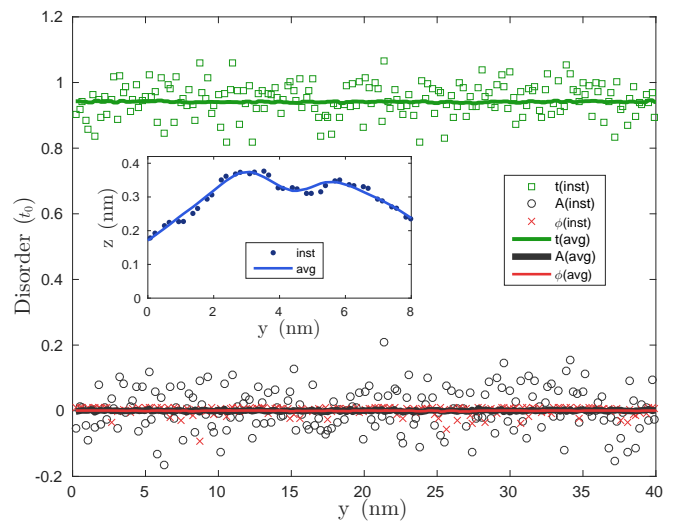 1.2
1
0.8
0.6
0.4
0.2
0
-0.2
Disorder (t₀)
0.4
0.3
0.2
0.1
0
z (nm)
inst
avg
0 2 4 6 8
y (nm)
t(inst)
A(inst)
ϕ(inst)
t(avg)
A(avg)
ϕ(avg)
0 5 10 15 20 25 30 35 40
y (nm)